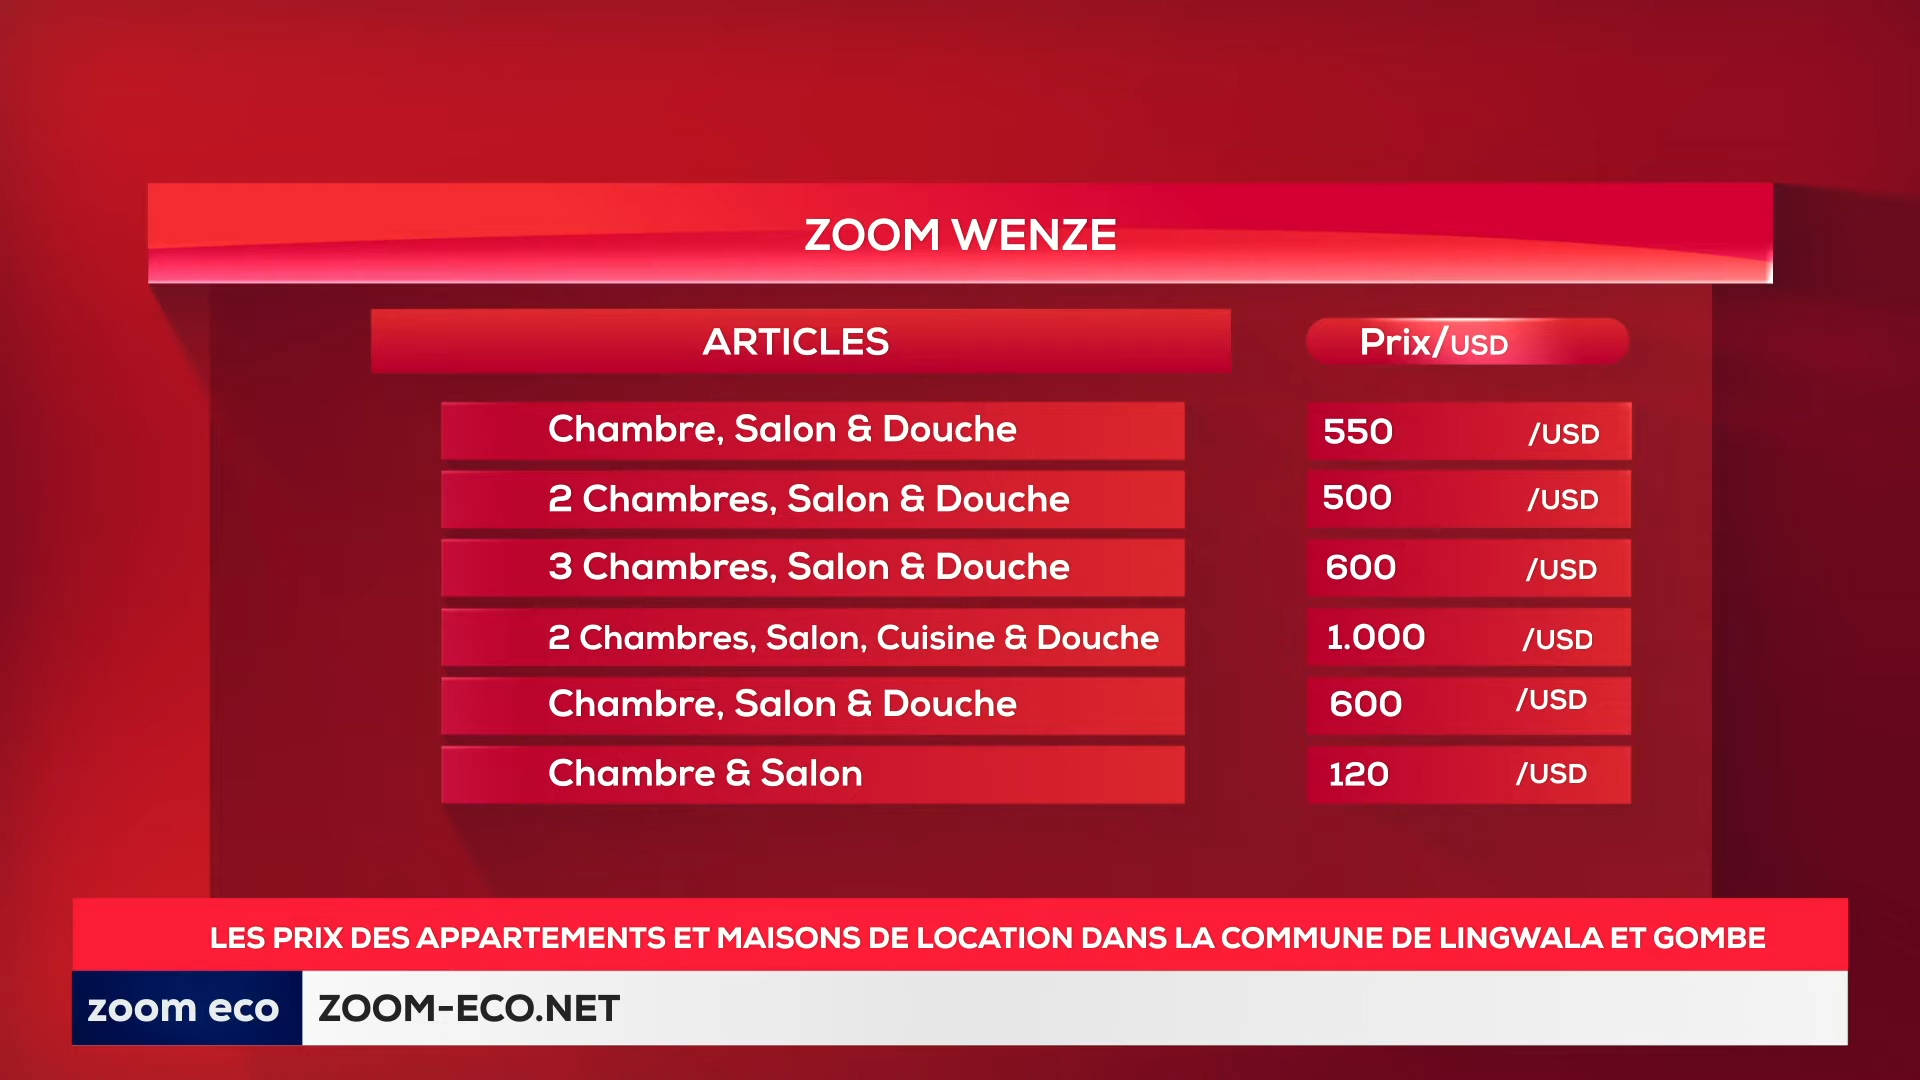 ZOOM WENZE
ARTICLES Prix/USD
Chambre, Salon & Douche 550 /USD
2 Chambres, Salon & Douche 500 /USD
3 Chambres, Salon & Douche 600 /USD
2 Chambres, Salon, Cuisine & Douche 1.000 /USD
Chambre, Salon & Douche 600 /USD
Chambre & Salon 120 /USD
LES PRIX DES APPARTEMENTS ET MAISONS DE LOCATION DANS LA COMMUNE DE LINGWALA ET GOMBE
zoom eco ZOOM-ECO.NET